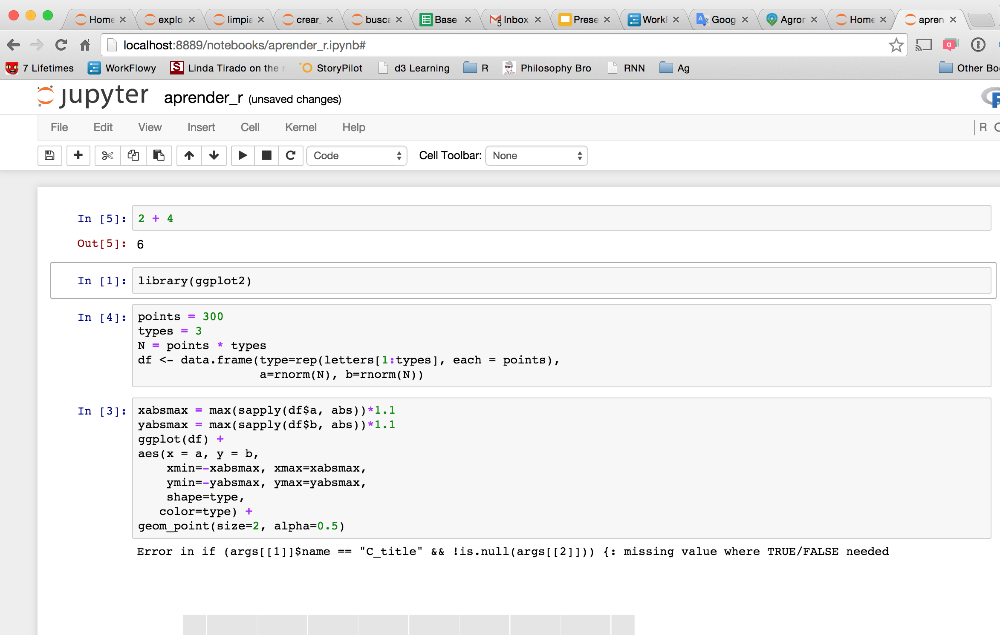 Home explo limpia crear_ busca Base 5 Inbox Prese Work Goog Agror Home apren
localhost:8889/notebooks/aprender_r.ipynb#
7 Lifetimes WorkFlowy Linda Tirado on the r StoryPilot d3 Learning R Philosophy Bro RNN Ag Other Boo
jupyter aprender_r (unsaved changes)
File Edit View Insert Cell Kernel Help R
Code Cell Toolbar: None
In [5]: 2 + 4
Out[5]: 6
In [1]: library(ggplot2)
In [4]: points = 300
types = 3
N = points * types
df <- data.frame(type=rep(letters[1:types], each = points),
a=rnorm(N), b=rnorm(N))
In [3]: xabsmax = max(sapply(df$a, abs))*1.1
yabsmax = max(sapply(df$b, abs))*1.1
ggplot(df) +
aes(x = a, y = b,
xmin=-xabsmax, xmax=xabsmax,
ymin=-yabsmax, ymax=yabsmax,
shape=type,
color=type) +
geom_point(size=2, alpha=0.5)
Error in if (args[[1]]$name == "C_title" && !is.null(args[[2]])) {: missing value where TRUE/FALSE needed